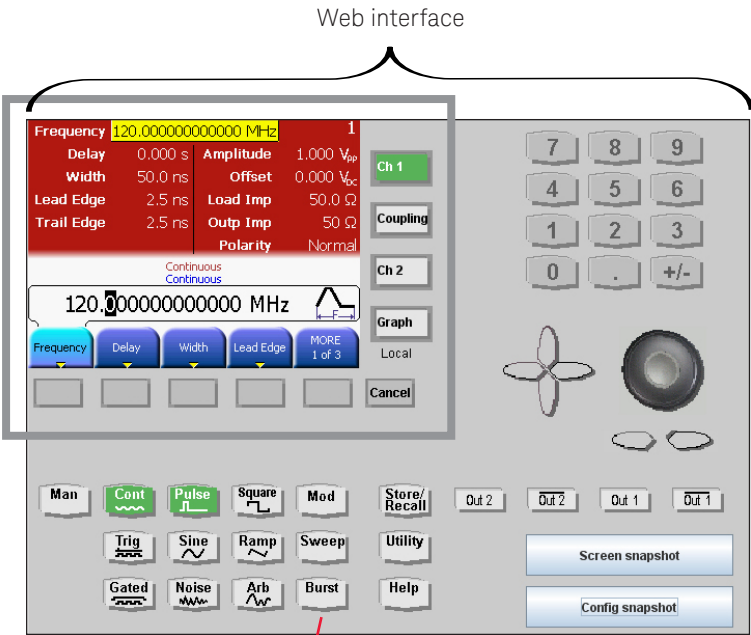 Web interface
Frequency 120.000000000000 MHz 1
Delay 0.000 s Amplitude 1.000 Vpp
Width 50.0 ns Offset 0.000 VDC
Lead Edge 2.5 ns Load Imp 50.0 Ω
Trail Edge 2.5 ns Outp Imp 50 Ω
Polarity Normal
Continuous
Continuous
120.000000000000 MHz
F
Frequency Delay Width Lead Edge MORE
1 of 3
Ch 1
Coupling
Ch 2
Graph
Local
Cancel
7 8 9
4 5 6
1 2 3
0 . +/-
Man Cont Pulse Square Mod Store/
Recall
Out 2 Out 2 Out 1 Out 1
Trig Sine Ramp Sweep Utility
Screen snapshot
Gated Noise Arb Burst Help
Config snapshot